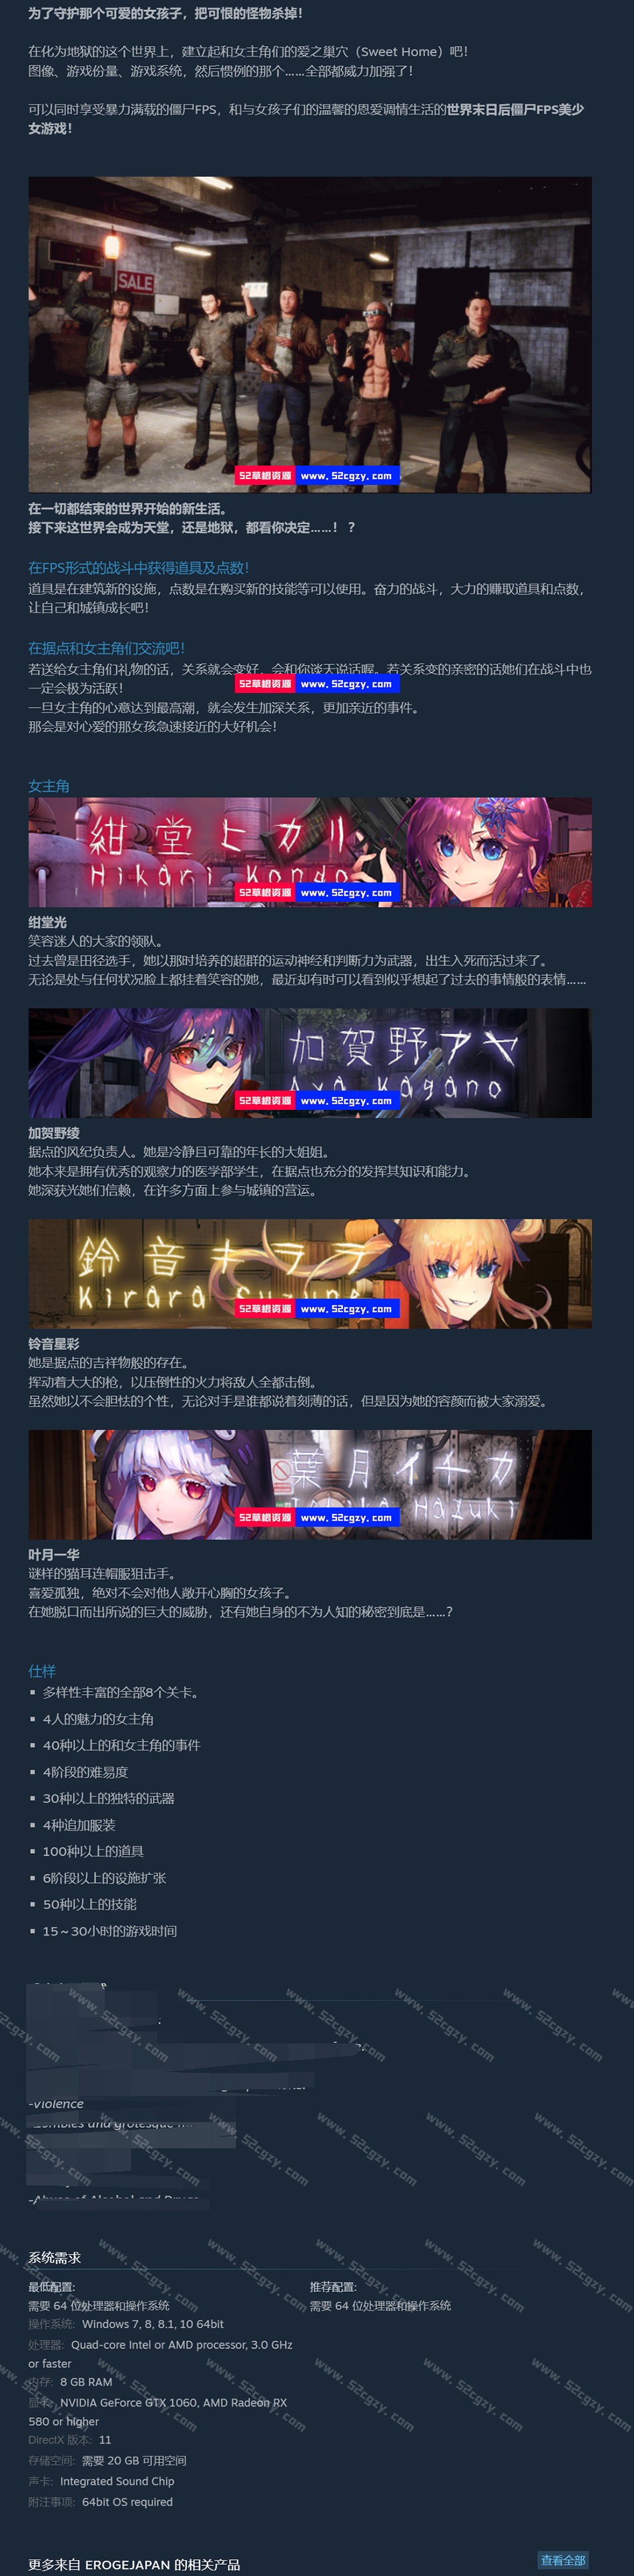 为了守护那个可爱的女孩子，把可恨的怪物杀掉！
在化为地狱的这个世界上，建立起和女主角们的爱之巢穴（Sweet Home）吧！
图像、游戏份量、游戏系统，然后惯例的那个……全部都威力加强了！
可以同时享受暴力满载的僵尸FPS，和与女孩子们的温馨的恩爱调情生活的世界末日后僵尸FPS美少
女游戏！
HOME
VISITOR
SALE
52草根资源 www.52cgzy.com
在一切都结束的世界开始的新生活。
接下来这世界会成为天堂，还是地狱，都看你决定……！？
在FPS形式的战斗中获得道具及点数！
道具是在建筑新的设施，点数是在购买新的技能等可以使用。奋力的战斗，大力的赚取道具和点数，
让自己和城镇成长吧！
在据点和女主角们交流吧！
若送给女主角们礼物的话，关系就会变好，会和你谈天说话喔。若关系变的亲密的话她们在战斗中也
一定会极为活跃！
52草根资源 www.52cgzy.com
一旦女主角的心意达到最高潮，就会发生加深关系，更加亲近的事件。
那会是对心爱的那女孩急速接近的大好机会！
女主角
紺堂ヒカリ
Hikari Kondo
52草根资源 www.52cgzy.com
绀堂光
笑容迷人的大家的领队。
过去曾是田径选手，她以那时培养的超群的运动神经和判断力为武器，出生入死而活过来了。
无论是处与任何状况脸上都挂着笑容的她，最近却有时可以看到似乎想起了过去的事情般的表情……
加賀野アヤ
Aya Kagano
52草根资源 www.52cgzy.com
加贺野绫
据点的风纪负责人。她是冷静且可靠的年长的大姐姐。
她本来是拥有优秀的观察力的医学部学生，在据点也充分的发挥其知识和能力。
她深获光她们信赖，在许多方面上参与城镇的营运。
鈴音キララ
Kirara Suzune
52草根资源 www.52cgzy.com
铃音星彩
她是据点的吉祥物般的存在。
挥动着大大的枪，以压倒性的火力将敌人全都击倒。
虽然她以不会胆怯的个性，无论对手是谁都说着刻薄的话，但是因为她的容颜而被大家溺爱。
葉月イチカ
Hazuki
52草根资源 www.52cgzy.com
叶月一华
谜样的猫耳连帽服狙击手。
喜爱孤独，绝对不会对他人敞开心胸的女孩子。
在她脱口而出所说的巨大的威胁，还有她自身的不为人知的秘密到底是……？
仕样
多样性丰富的全部8个关卡。
4人的魅力的女主角
40种以上的和女主角的事件
4阶段的难易度
30种以上的独特的武器
4种追加服装
100种以上的道具
6阶段以上的设施扩张
50种以上的技能
15～30小时的游戏时间
-Violence
www.52cgzy.com
系统需求
最低配置:
需要 64 位处理器和操作系统
操作系统: Windows 7, 8, 8.1, 10 64bit
处理器: Quad-core Intel or AMD processor, 3.0 GHz
or faster
内存: 8 GB RAM
显卡: NVIDIA GeForce GTX 1060, AMD Radeon RX
580 or higher
DirectX 版本: 11
存储空间: 需要 20 GB 可用空间
声卡: Integrated Sound Chip
附注事项: 64bit OS required
推荐配置:
需要 64 位处理器和操作系统
更多来自 EROGEJAPAN 的相关产品
查看全部